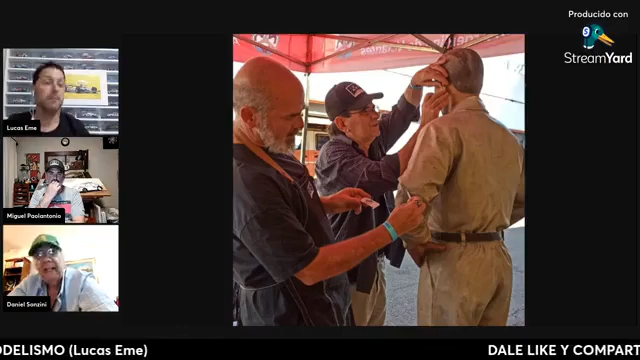 Producido con
StreamYard
Lucas Eme
Miguel Paolantonio
Daniel Sonzini
ODELISMO (Lucas Eme)
DALE LIKE Y COMPART